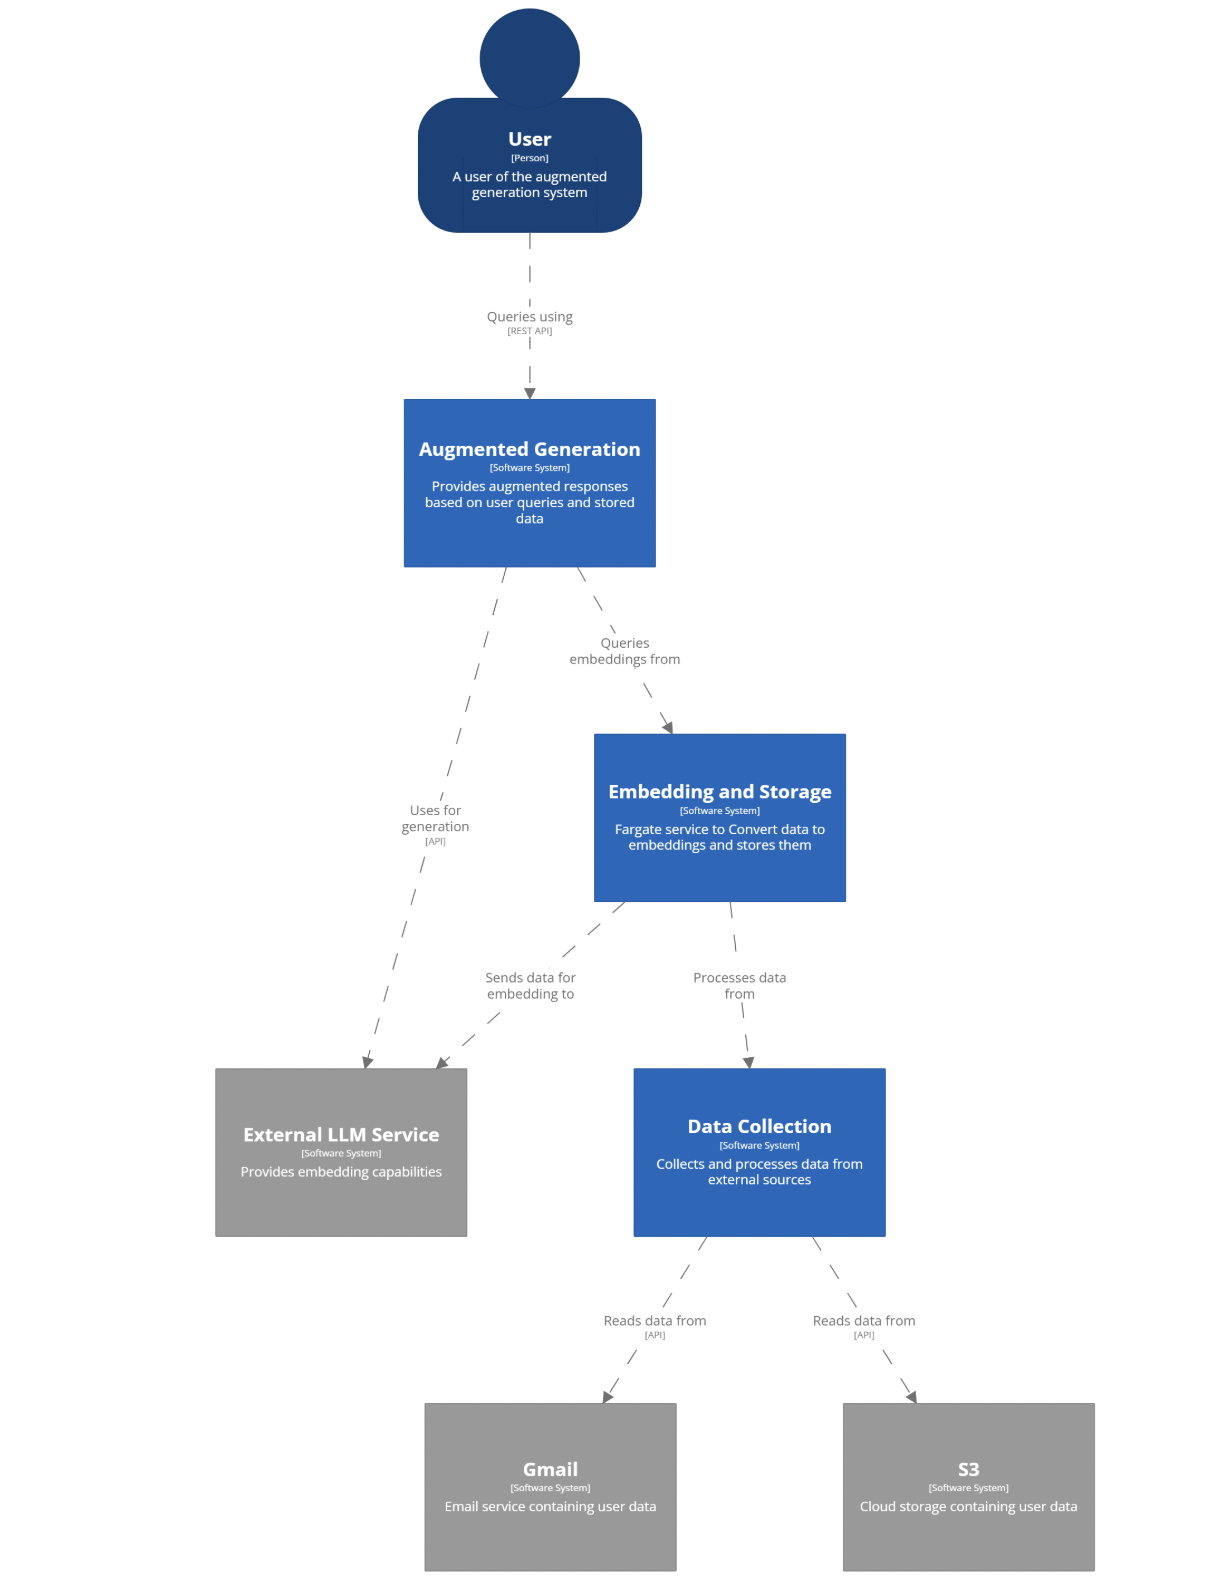 User
[Person]
A user of the augmented
generation system
Queries using
[REST API]
Augmented Generation
[Software System]
Provides augmented responses
based on user queries and stored
data
Queries
embeddings from
Embedding and Storage
[Software System]
Fargate service to Convert data to
embeddings and stores them
Uses for
generation
[API]
Sends data for
embedding to
Processes data
from
External LLM Service
[Software System]
Provides embedding capabilities
Data Collection
[Software System]
Collects and processes data from
external sources
Reads data from
[API]
Reads data from
[API]
Gmail
[Software System]
Email service containing user data
S3
[Software System]
Cloud storage containing user data